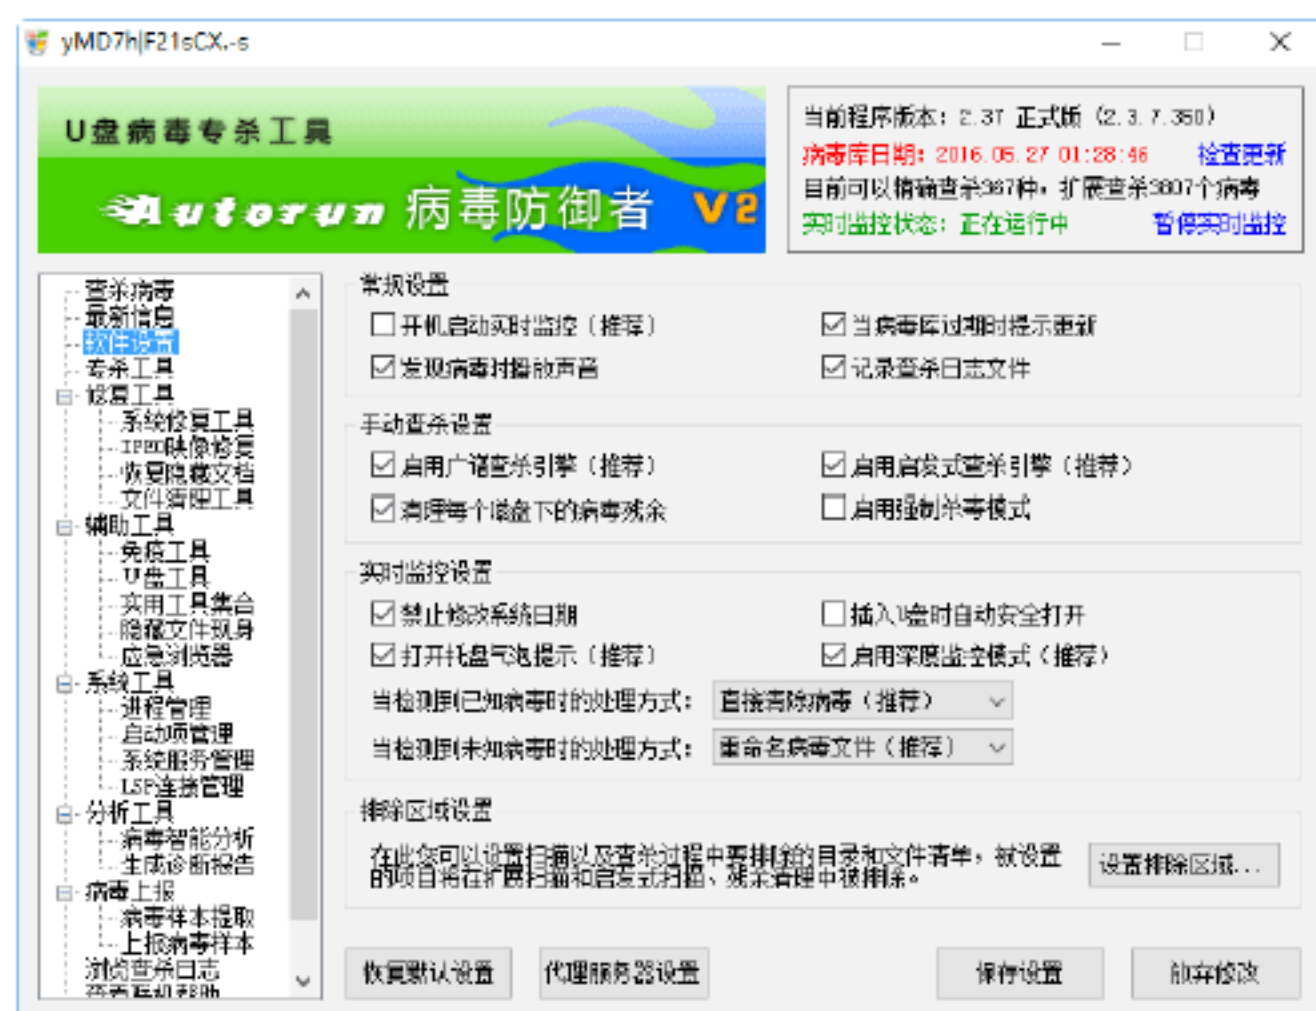 yMD7h|F21sCX.-s
U盘病毒专杀工具
Autorun 病毒防御者 V2
当前程序版本：2.37 正式版（2.3.7.350）
病毒库日期：2016.05.27 01:28:46 检查更新
目前可以精确查杀367种，扩展查杀3807个病毒
实时监控状态：正在运行中 暂停实时监控
查杀病毒
最新信息
软件设置
专杀工具
修复工具
系统修复工具
IFEO映像修复
恢复隐藏文档
文件清理工具
辅助工具
免疫工具
U盘工具
实用工具集合
隐藏文件现身
应急浏览器
系统工具
进程管理
启动项管理
系统服务管理
LSP连接管理
分析工具
病毒智能分析
生成诊断报告
病毒上报
病毒样本提取
上报病毒样本
浏览查杀日志
查看联机帮助
常规设置
开机启动实时监控（推荐） 当病毒库过期时提示更新
发现病毒时播放声音 记录查杀日志文件
手动查杀设置
启用广谱查杀引擎（推荐） 启用启发式查杀引擎（推荐）
清理每个磁盘下的病毒残余 启用强制杀毒模式
实时监控设置
禁止修改系统日期 插入U盘时自动安全打开
打开托盘气泡提示（推荐） 启用深度监控模式（推荐）
当检测到已知病毒时的处理方式： 直接清除病毒（推荐）
当检测到未知病毒时的处理方式： 重命名病毒文件（推荐）
排除区域设置
在此您可以设置扫描以及查杀过程中要排除的目录和文件清单，被设置
的项目将在扩展扫描和启发式扫描、残余清理中被排除。
设置排除区域...
恢复默认设置 代理服务器设置 保存设置 放弃修改